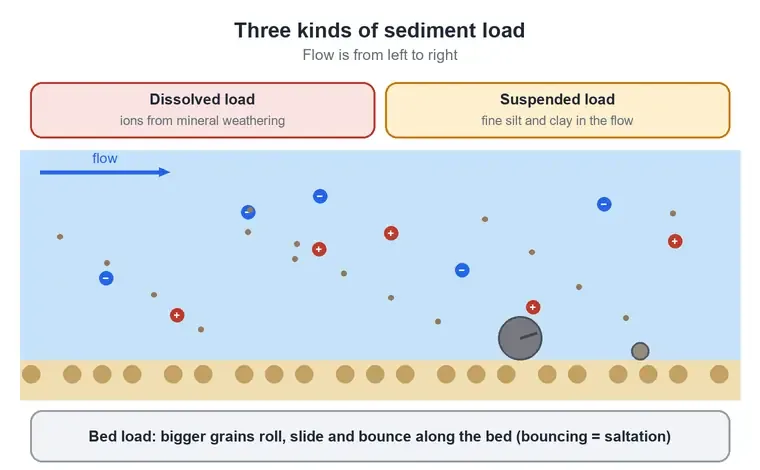 Three kinds of sediment load
Flow is from left to right
Dissolved load
ions from mineral weathering
Suspended load
fine silt and clay in the flow
flow
−
−
+
+
−
−
+
−
+
+
Bed load: bigger grains roll, slide and bounce along the bed (bouncing = saltation)